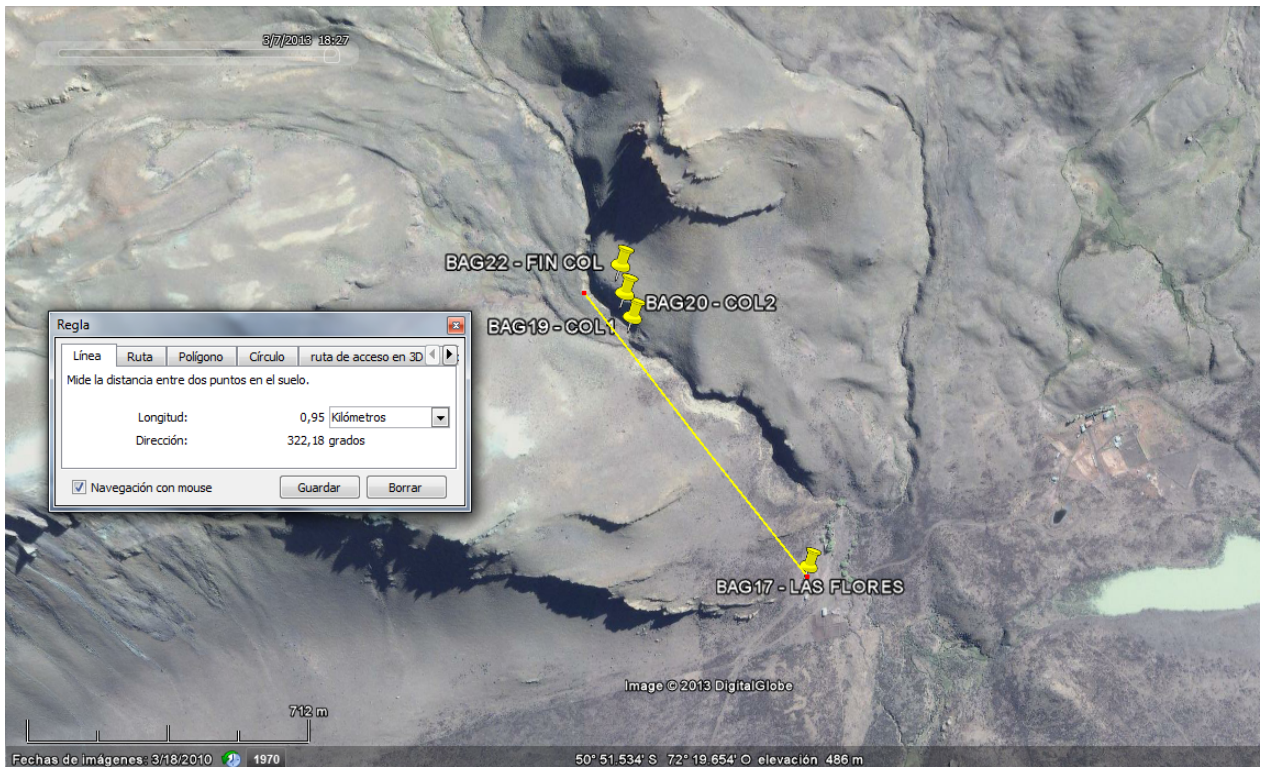 3/7/2013 18:27
BAG22 - FIN COL
BAG20 - COL2
BAG19 - COL1
Regla
Línea Ruta Polígono Círculo ruta de acceso en 3D
Mide la distancia entre dos puntos en el suelo.
Longitud: 0,95 Kilómetros
Dirección: 322,18 grados
Navegación con mouse Guardar Borrar
BAG17 - LAS FLORES
Image © 2013 DigitalGlobe
712 m
Fechas de imágenes: 3/18/2010 1970 50° 51.534' S 72° 19.654' O elevación 486 m